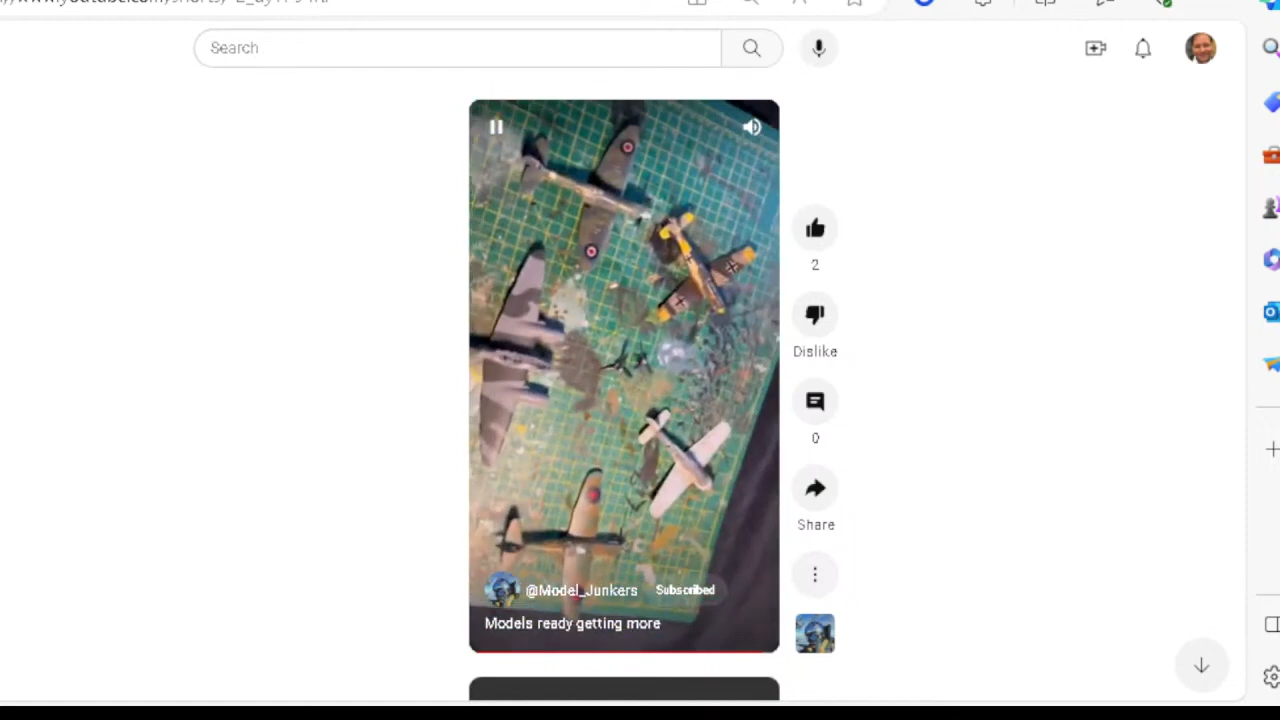 Search
2
Dislike
0
Share
@Model_Junkers Subscribed
Models ready getting more